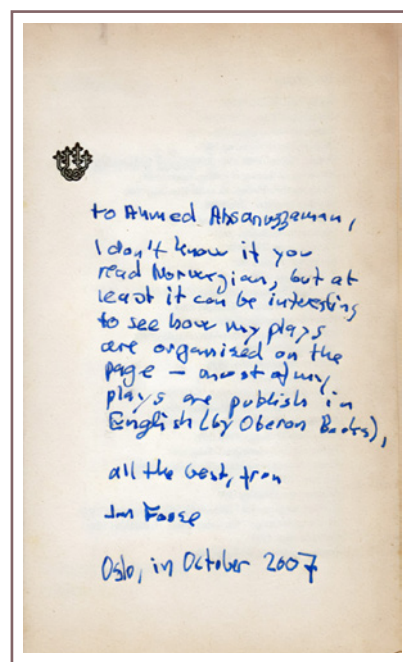 to Ahmed Ahsanuzzaman,
I don't know if you
read Norwegian, but at
least it can be interesting
to see how my plays
are organised on the
page – most of my
plays are publish in
English (by Oberon Books),
all the best, from
Jon Fosse
Oslo, in October 2007